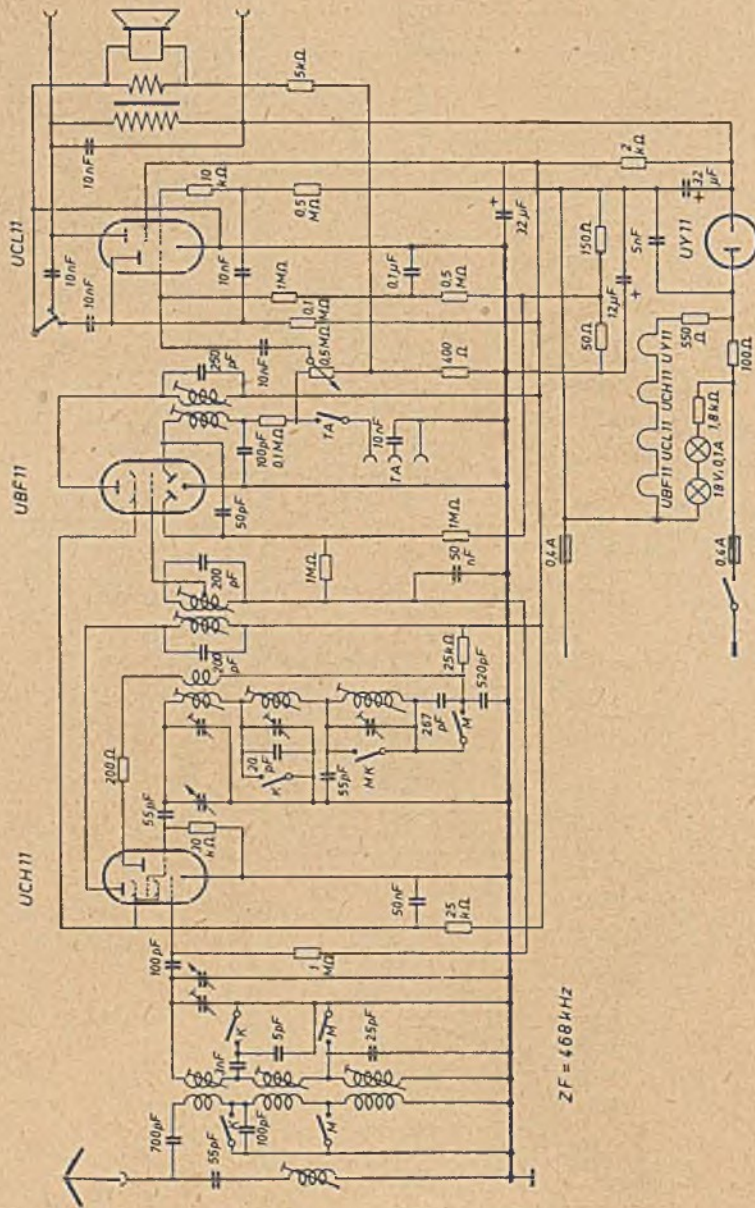 UCH11
UBF11
UCL11
700pF
55pF
K
100pF
M
1nF
K
5pF
M
25pF
100pF
1
MΩ
50nF
25
kΩ
200Ω
55pF
30
kΩ
K
20
pF
55pF
MK
267
pF
M
520pF
25kΩ
200
pF
200
pF
1MΩ
50
nF
1MΩ
50pF
100pF
0,1MΩ
TA
10nF
TA
250
pF
10nF
0,5MΩ
400
Ω
0,1
MΩ
1MΩ
10nF
10nF
10nF
0,1µF
0,5
MΩ
10
kΩ
0,5
MΩ
10nF
5kΩ
32µF
+
2
kΩ
50Ω
150Ω
12µF
+
5nF
32
µF
+
UY11
UBF11 UCL11 UCH11 UY11
550
Ω
18V,0,1A
1,8kΩ
100Ω
0,4A
0,4A
ZF = 468kHz